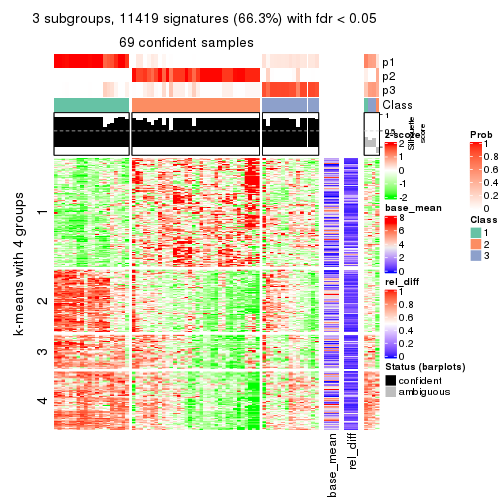 3 subgroups, 11419 signatures (66.3%) with fdr < 0.05
69 confident samples
p1
p2
p3
Class
1
0.5
Silhouette
score
k-means with 4 groups
1
2
3
4
base_mean
rel_diff
z-score
2
1
0
-1
-2
base_mean
8
6
4
2
0
rel_diff
1
0.8
0.6
0.4
0.2
0
Status (barplots)
confident
ambiguous
Prob
1
0.8
0.6
0.4
0.2
0
Class
1
2
3